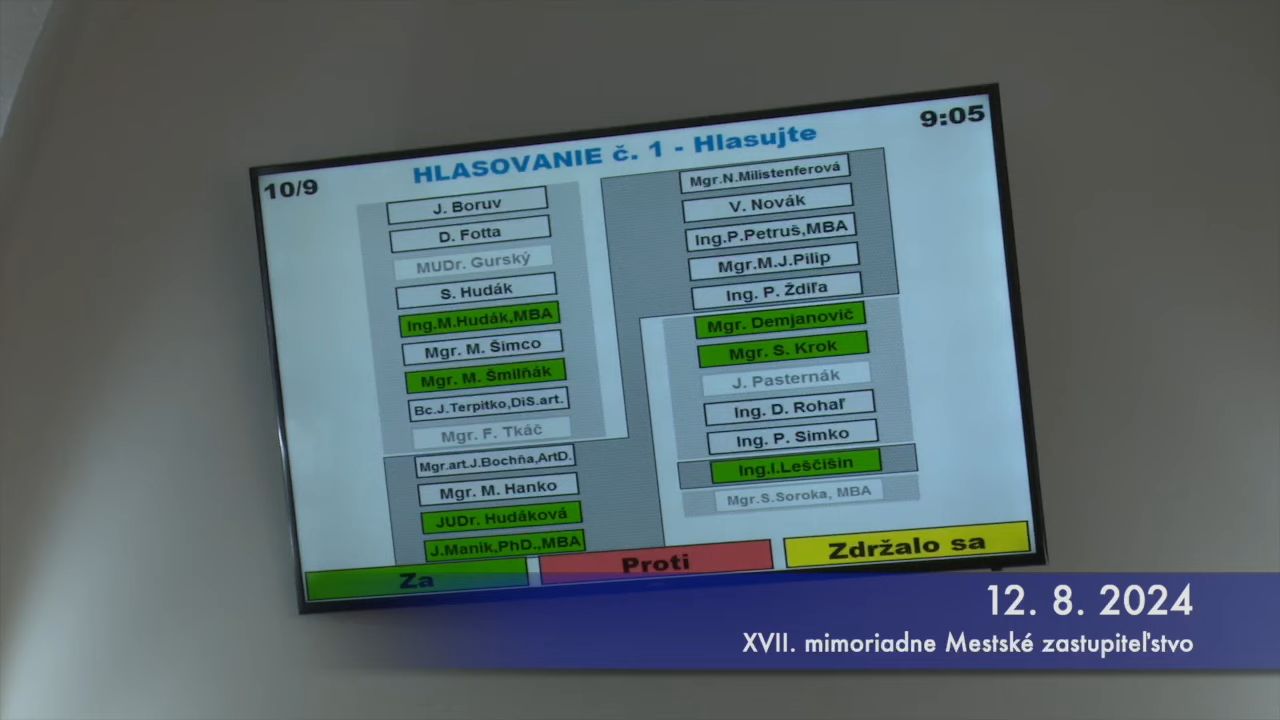 10/9
HLASOVANIE č. 1 - Hlasujte
9:05
J. Boruv
D. Fotta
MUDr. Gurský
S. Hudák
Ing.M.Hudák,MBA
Mgr. M. Šimco
Mgr. M. Šmilňák
Bc.J.Terpitko,DiS.art.
Mgr. F. Tkáč
Mgr.art.J.Bochňa,ArtD.
Mgr. M. Hanko
JUDr. Hudáková
J.Manik,PhD.,MBA
Mgr.N.Milistenferová
V. Novák
Ing.P.Petruš,MBA
Mgr.M.J.Pilip
Ing. P. Ždiľa
Mgr. Demjanovič
Mgr. S. Krok
J. Pasternák
Ing. D. Rohaľ
Ing. P. Simko
Ing.I.Leščišin
Mgr.S.Soroka, MBA
Za
Proti
Zdržalo sa
12. 8. 2024
XVII. mimoriadne Mestské zastupiteľstvo